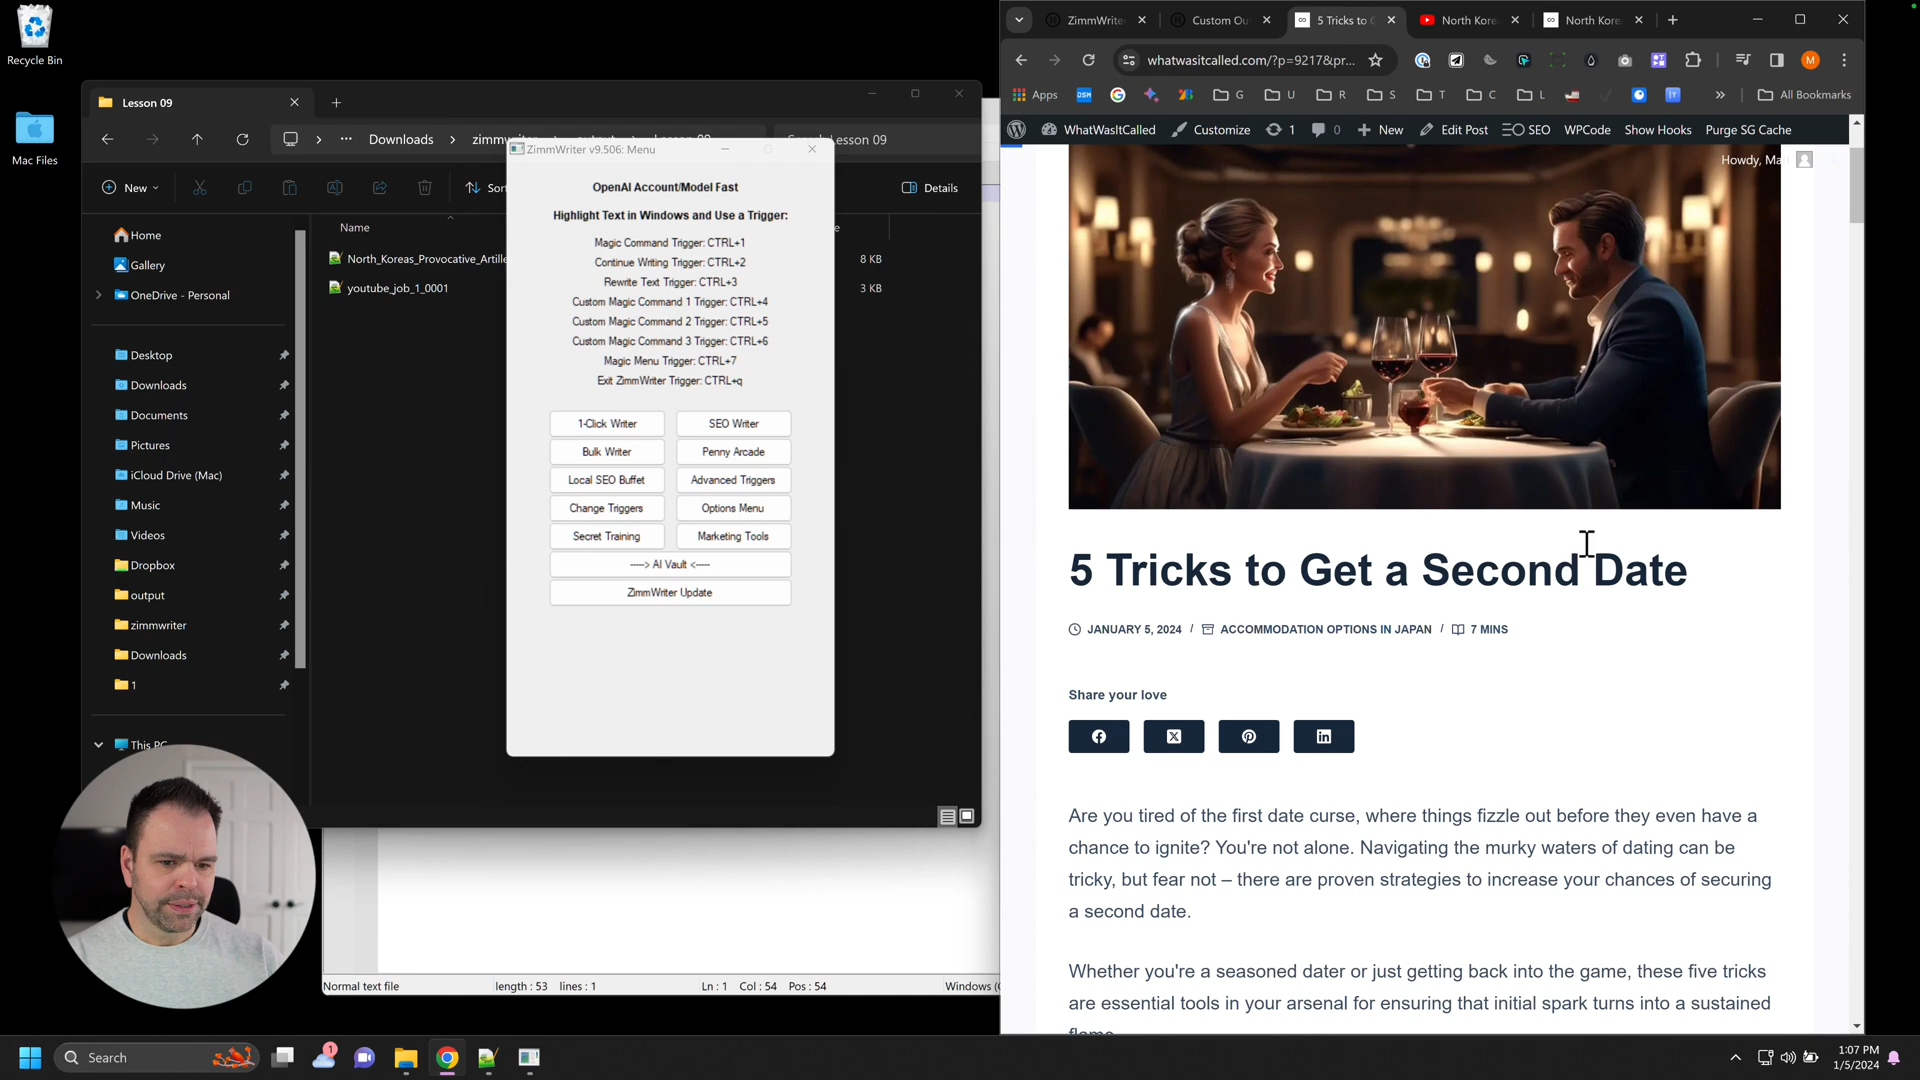 Recycle Bin
Mac Files
Lesson 09
Downloads
zimmwriter
output
Lesson 09
Search Lesson 09
New
Sort
Details
Name
North_Koreas_Provocative_Artille
8 KB
youtube_job_1_0001
3 KB
Home
Gallery
OneDrive - Personal
Desktop
Downloads
Documents
Pictures
iCloud Drive (Mac)
Music
Videos
Dropbox
output
zimmwriter
Downloads
1
This PC
ZimmWriter v9.506: Menu
OpenAI Account/Model Fast
Highlight Text in Windows and Use a Trigger:
Magic Command Trigger: CTRL+1
Continue Writing Trigger: CTRL+2
Rewrite Text Trigger: CTRL+3
Custom Magic Command 1 Trigger: CTRL+4
Custom Magic Command 2 Trigger: CTRL+5
Custom Magic Command 3 Trigger: CTRL+6
Magic Menu Trigger: CTRL+7
Exit ZimmWriter Trigger: CTRL+q
1-Click Writer
SEO Writer
Bulk Writer
Penny Arcade
Local SEO Buffet
Advanced Triggers
Change Triggers
Options Menu
Secret Training
Marketing Tools
-----> AI Vault <-----
ZimmWriter Update
Normal text file
length : 53 lines : 1
Ln : 1 Col : 54 Pos : 54
Windows (
ZimmWrite
Custom Ou
5 Tricks to G
North Kore
North Kore
whatwasitcalled.com/?p=9217&pr...
M
Apps
DSM
G
U
R
S
T
C
L
All Bookmarks
WhatWasItCalled
Customize
1
0
New
Edit Post
SEO
WPCode
Show Hooks
Purge SG Cache
Howdy, Ma
5 Tricks to Get a Second Date
JANUARY 5, 2024 / ACCOMMODATION OPTIONS IN JAPAN / 7 MINS
Share your love
Are you tired of the first date curse, where things fizzle out before they even have a
chance to ignite? You're not alone. Navigating the murky waters of dating can be
tricky, but fear not – there are proven strategies to increase your chances of securing
a second date.
Whether you're a seasoned dater or just getting back into the game, these five tricks
are essential tools in your arsenal for ensuring that initial spark turns into a sustained
flame
Search
1
1:07 PM
1/5/2024